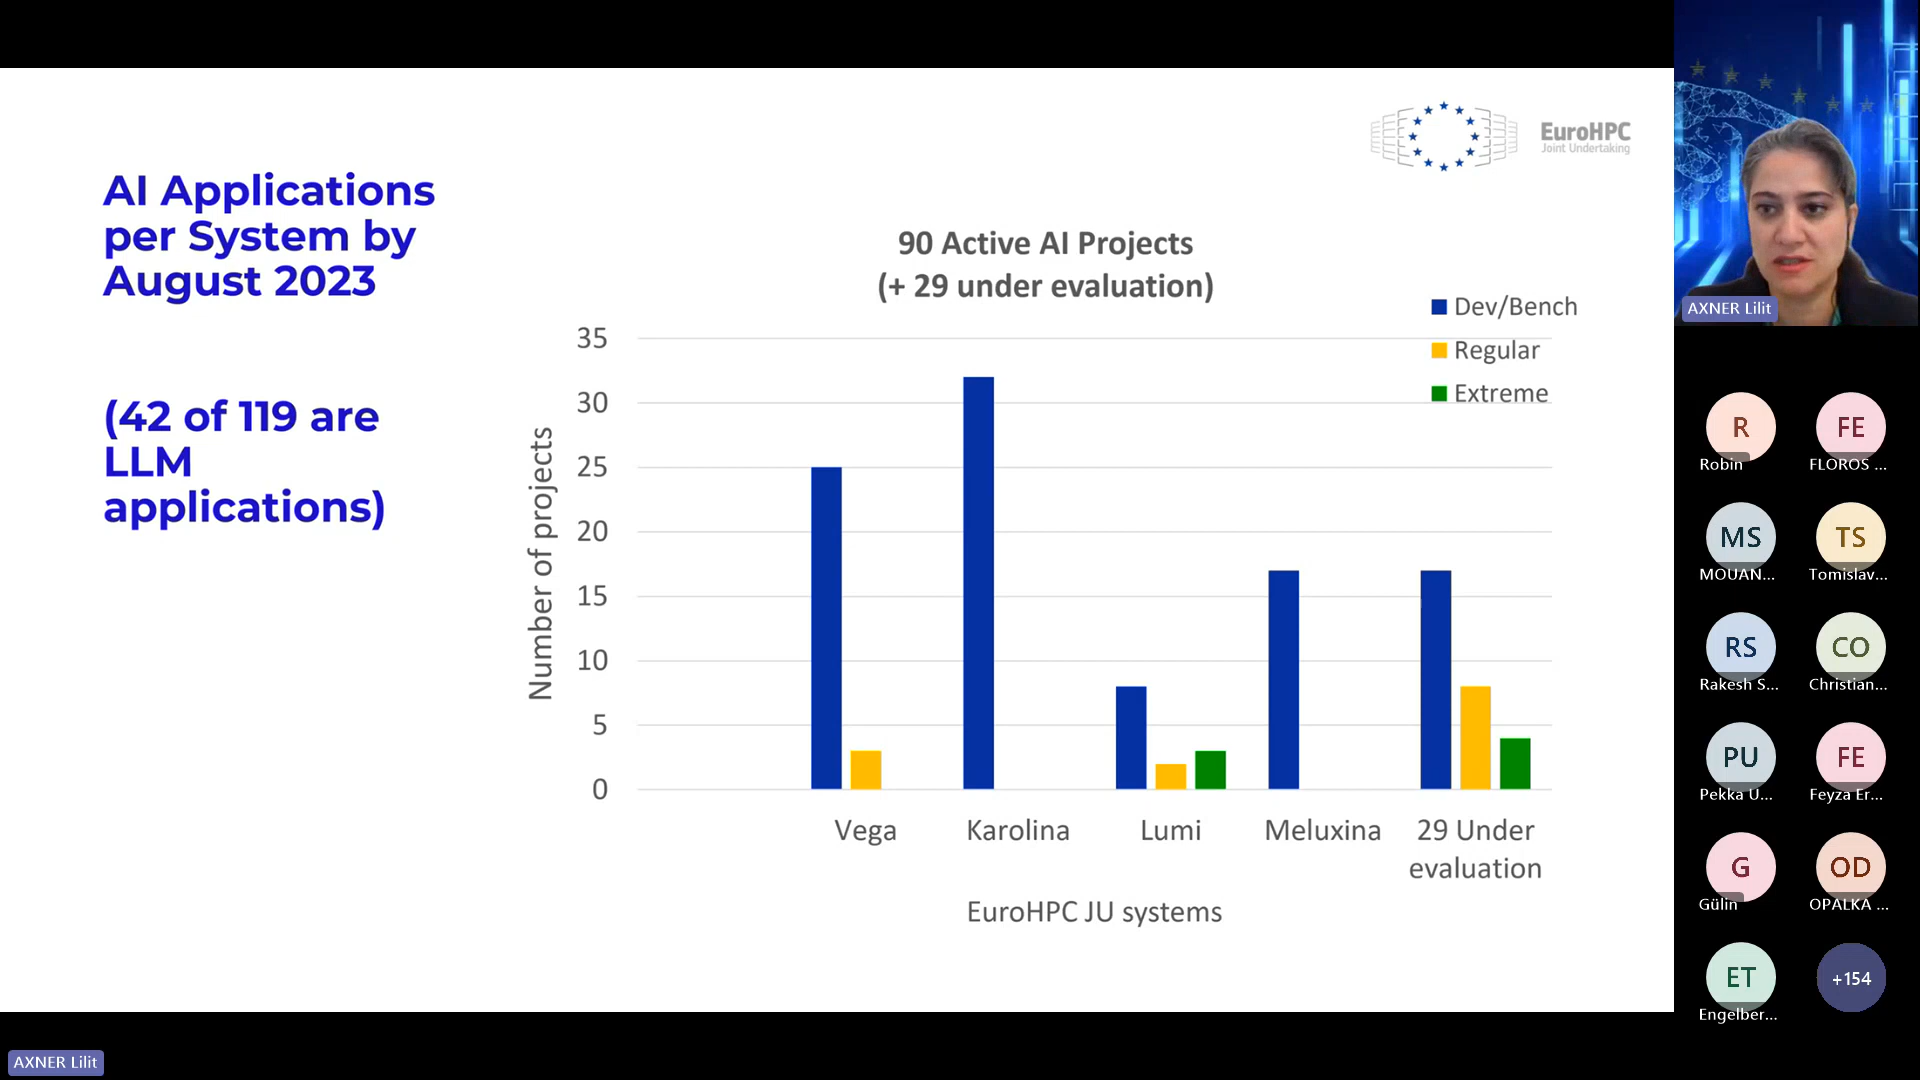 EuroHPC
Joint Undertaking
AI Applications
per System by
August 2023
(42 of 119 are
LLM
applications)
90 Active AI Projects
(+ 29 under evaluation)
Dev/Bench
Regular
Extreme
Number of projects
35
30
25
20
15
10
5
0
Vega
Karolina
Lumi
Meluxina
29 Under
evaluation
EuroHPC JU systems
AXNER Lilit
R
Robin
FE
FLOROS ...
MS
MOUAN...
TS
Tomislav...
RS
Rakesh S...
CO
Christian...
PU
Pekka U...
FE
Feyza Er...
G
Gülin
OD
OPALKA ...
ET
Engelber...
+154
AXNER Lilit